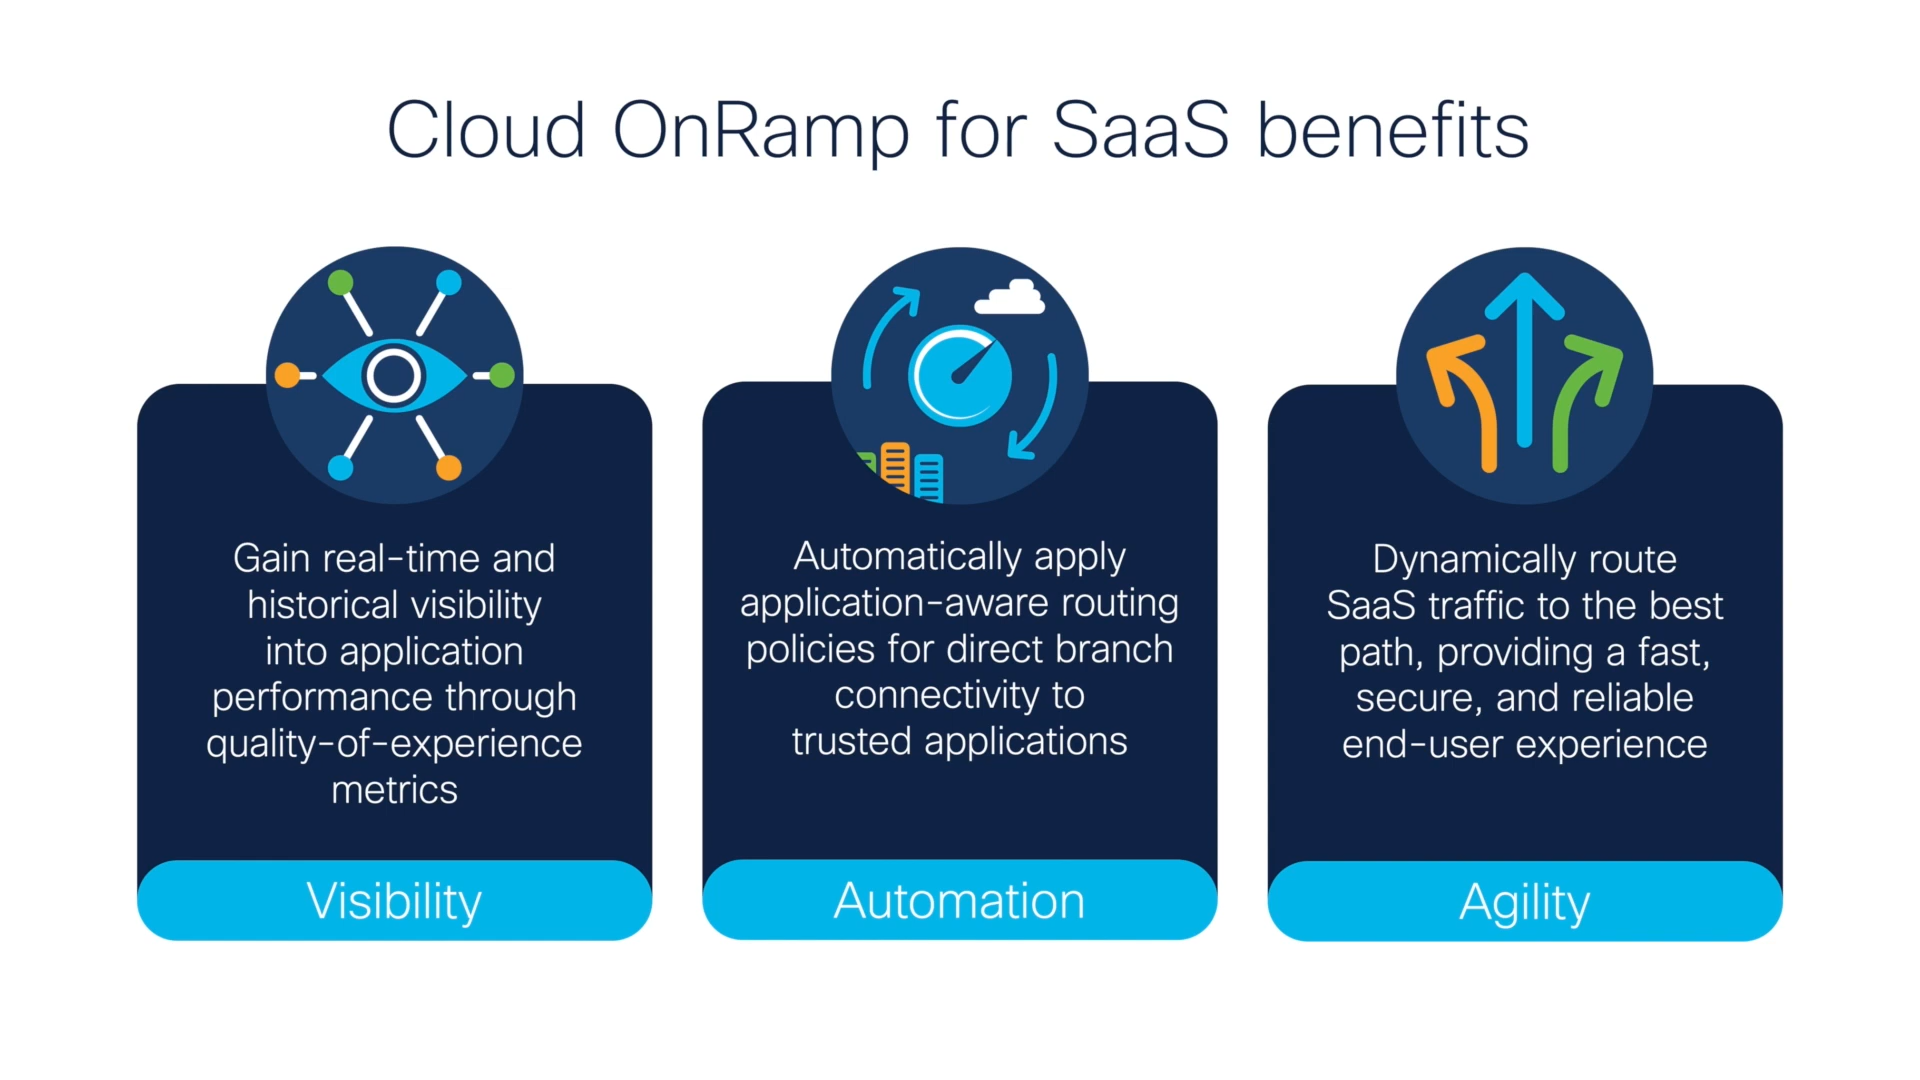 Cloud OnRamp for SaaS benefits
Gain real-time and
historical visibility
into application
performance through
quality-of-experience
metrics
Visibility
Automatically apply
application-aware routing
policies for direct branch
connectivity to
trusted applications
Automation
Dynamically route
SaaS traffic to the best
path, providing a fast,
secure, and reliable
end-user experience
Agility